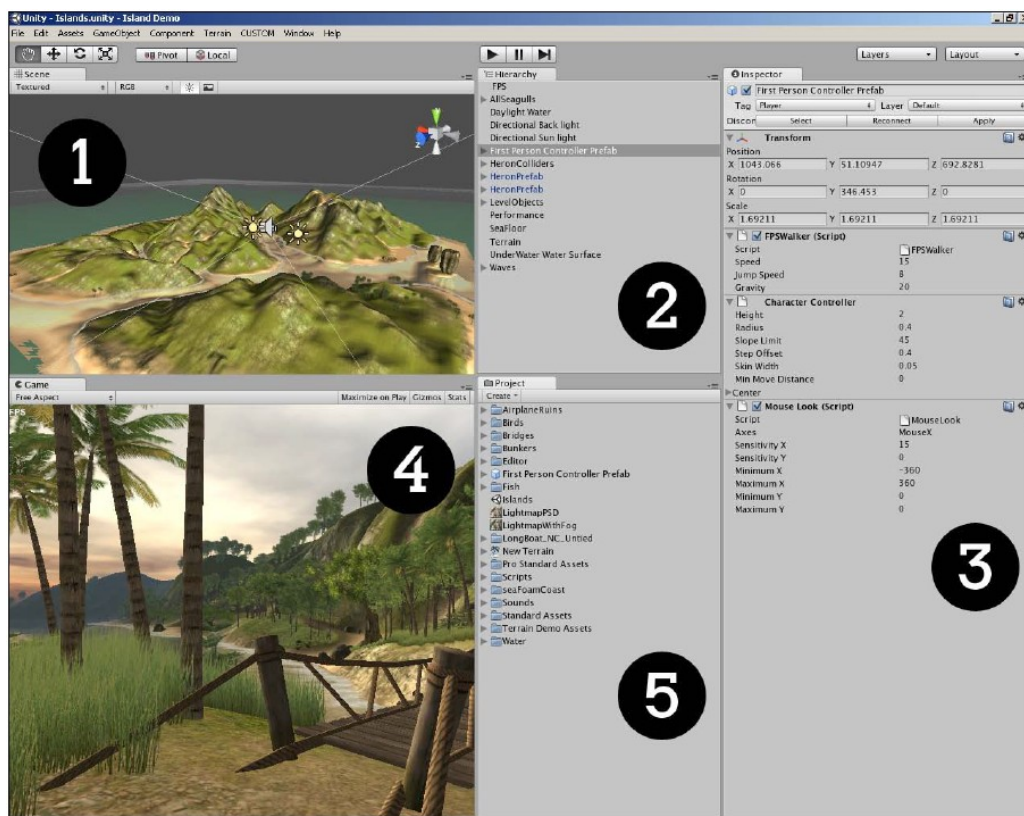 Unity - Islands.unity - Island Demo
File Edit Assets GameObject Component Terrain CUSTOM Window Help
Pivot Local
Layers Layout
Scene
Textured RGB
1
Hierarchy
FPS
AllSeagulls
Daylight Water
Directional Back light
Directional Sun light
First Person Controller Prefab
HeronColliders
HeronPrefab
HeronPrefab
LevelObjects
Performance
SeaFloor
Terrain
UnderWater Water Surface
Waves
2
Inspector
First Person Controller Prefab
Tag Player Layer Default
Discon Select Reconnect Apply
Transform
Position
X 1043.066 Y 51.10947 Z 692.8281
Rotation
X 0 Y 346.453 Z 0
Scale
X 1.69211 Y 1.69211 Z 1.69211
FPSWalker (Script)
Script FPSWalker
Speed 15
Jump Speed 8
Gravity 20
Character Controller
Height 2
Radius 0.4
Slope Limit 45
Step Offset 0.4
Skin Width 0.05
Min Move Distance 0
Center
Mouse Look (Script)
Script MouseLook
Axes MouseX
Sensitivity X 15
Sensitivity Y 0
Minimum X -360
Maximum X 360
Minimum Y 0
Maximum Y 0
3
Game
Free Aspect Maximize on Play Gizmos Stats
FPS
4
Project
Create
AirplaneRuins
Birds
Bridges
Bunkers
Editor
First Person Controller Prefab
Fish
Islands
LightmapPSD
LightmapWithFog
LongBoat_NC_Untied
New Terrain
Pro Standard Assets
Scripts
seaFoamCoast
Sounds
Standard Assets
Terrain Demo Assets
Water
5